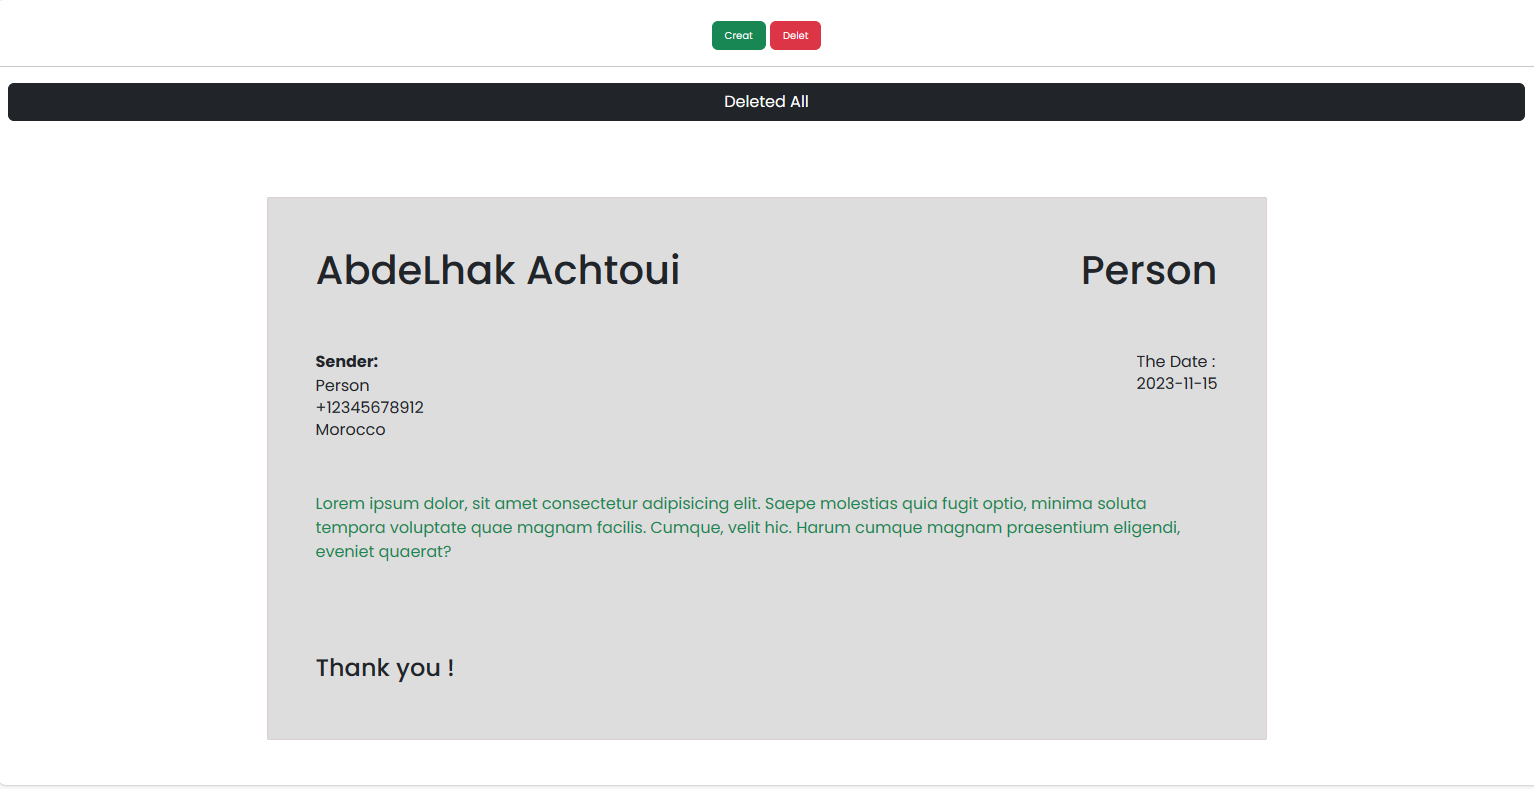 Creat Delet
Deleted All
AbdeLhak Achtoui Person
Sender: The Date :
Person 2023-11-15
+12345678912
Morocco
Lorem ipsum dolor, sit amet consectetur adipisicing elit. Saepe molestias quia fugit optio, minima soluta
tempora voluptate quae magnam facilis. Cumque, velit hic. Harum cumque magnam praesentium eligendi,
eveniet quaerat?
Thank you !